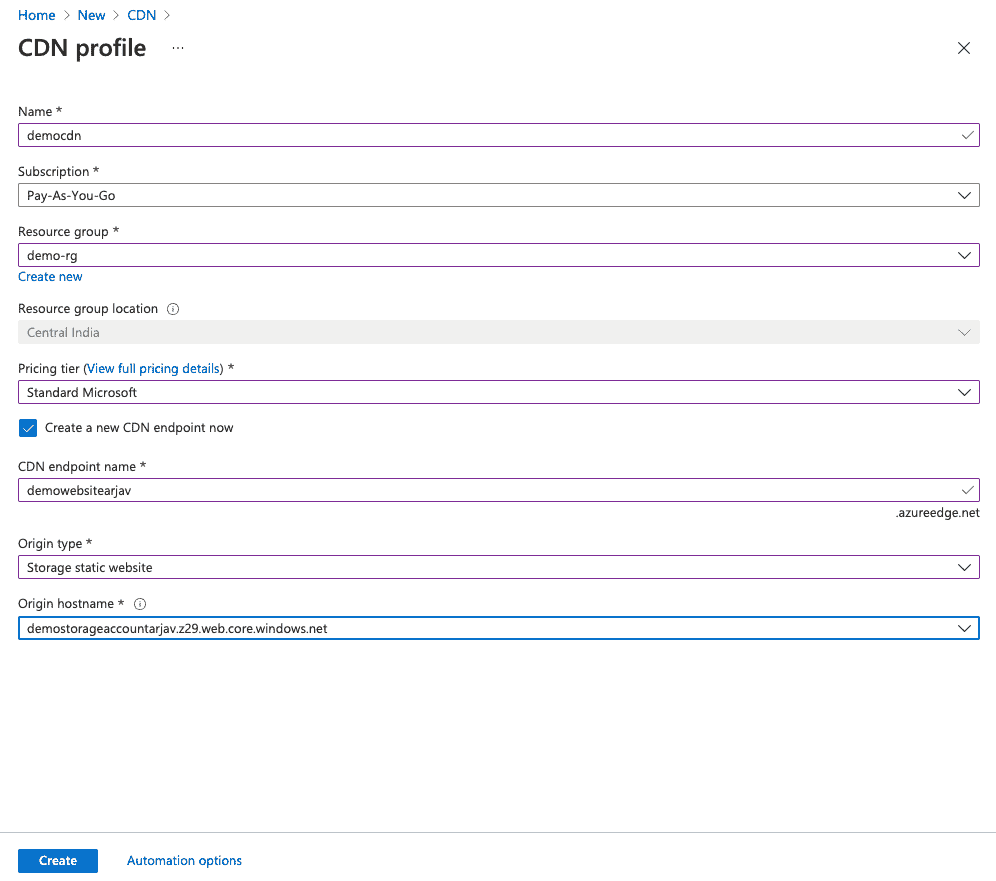 Home > New > CDN >
CDN profile ...
Name *
democdn
Subscription *
Pay-As-You-Go
Resource group *
demo-rg
Create new
Resource group location
Central India
Pricing tier (View full pricing details) *
Standard Microsoft
Create a new CDN endpoint now
CDN endpoint name *
demowebsitearjav
.azureedge.net
Origin type *
Storage static website
Origin hostname *
demostorageaccountarjav.z29.web.core.windows.net
Create Automation options